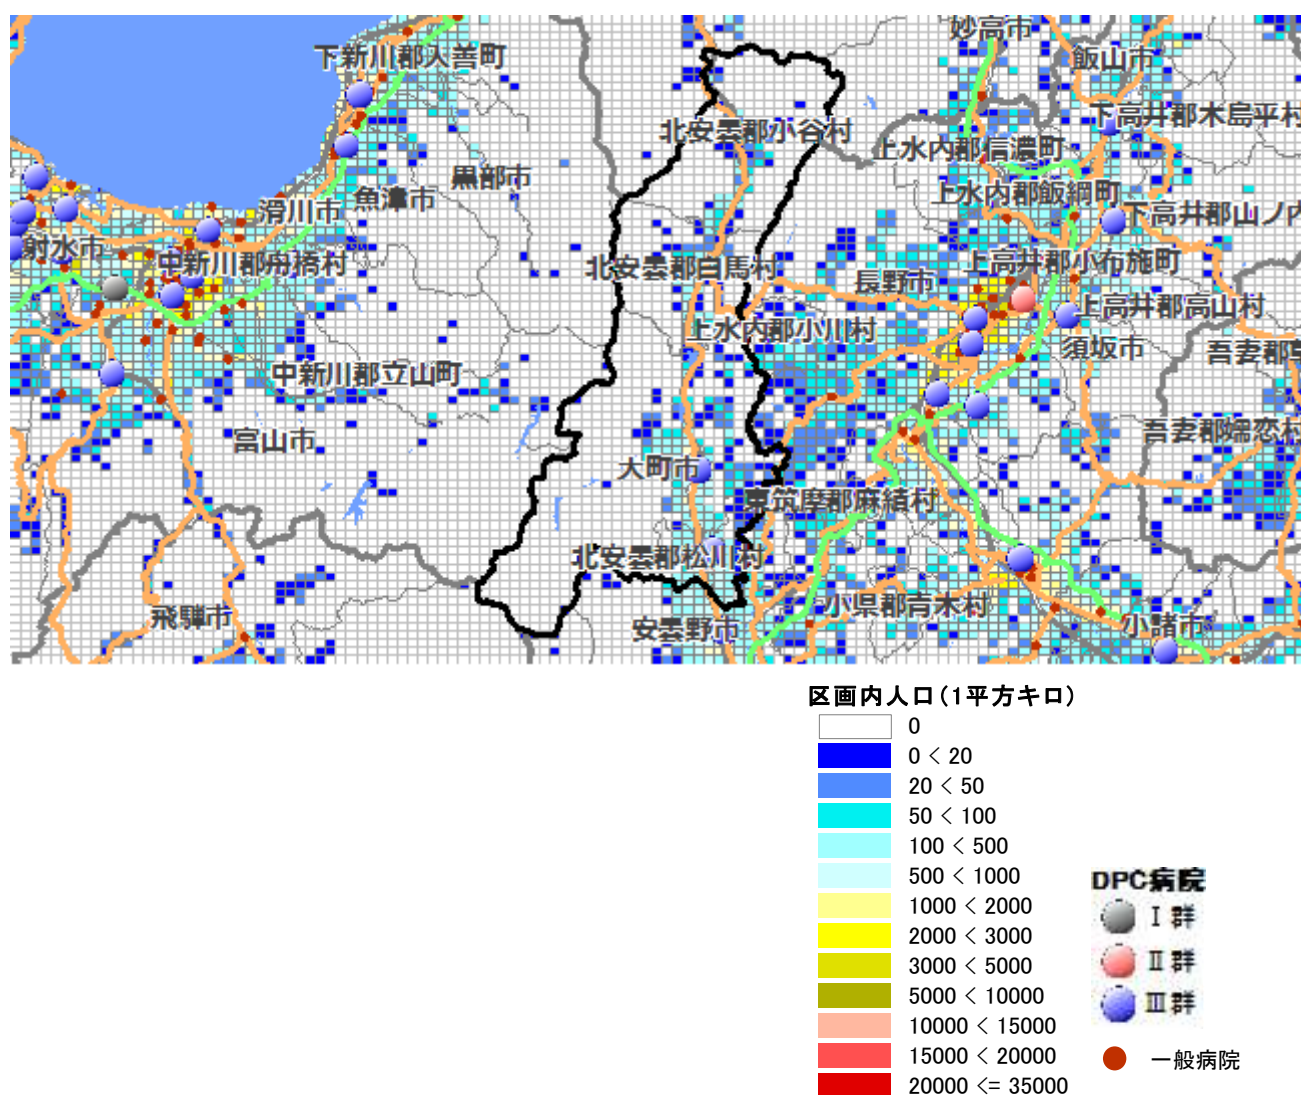 妙高市
下新川郡入善町
飯山市
下高井郡木島平村
北安曇郡小谷村
上水内郡信濃町
黒部市
上水内郡飯綱町
魚津市
滑川市
下高井郡山ノ内
射水市
中新川郡舟橋村
北安曇郡白馬村
長野市
上高井郡小布施町
上高井郡高山村
上水内郡小川村
須坂市
吾妻郡草
中新川郡立山町
富山市
吾妻郡嬬恋村
大町市
東筑摩郡麻績村
北安曇郡松川村
飛騨市
安曇野市
小県郡青木村
小諸市
区画内人口(1平方キロ)
0
0 < 20
20 < 50
50 < 100
100 < 500
500 < 1000
1000 < 2000
2000 < 3000
3000 < 5000
5000 < 10000
10000 < 15000
15000 < 20000
20000 <= 35000
DPC病院
Ⅰ群
Ⅱ群
Ⅲ群
一般病院